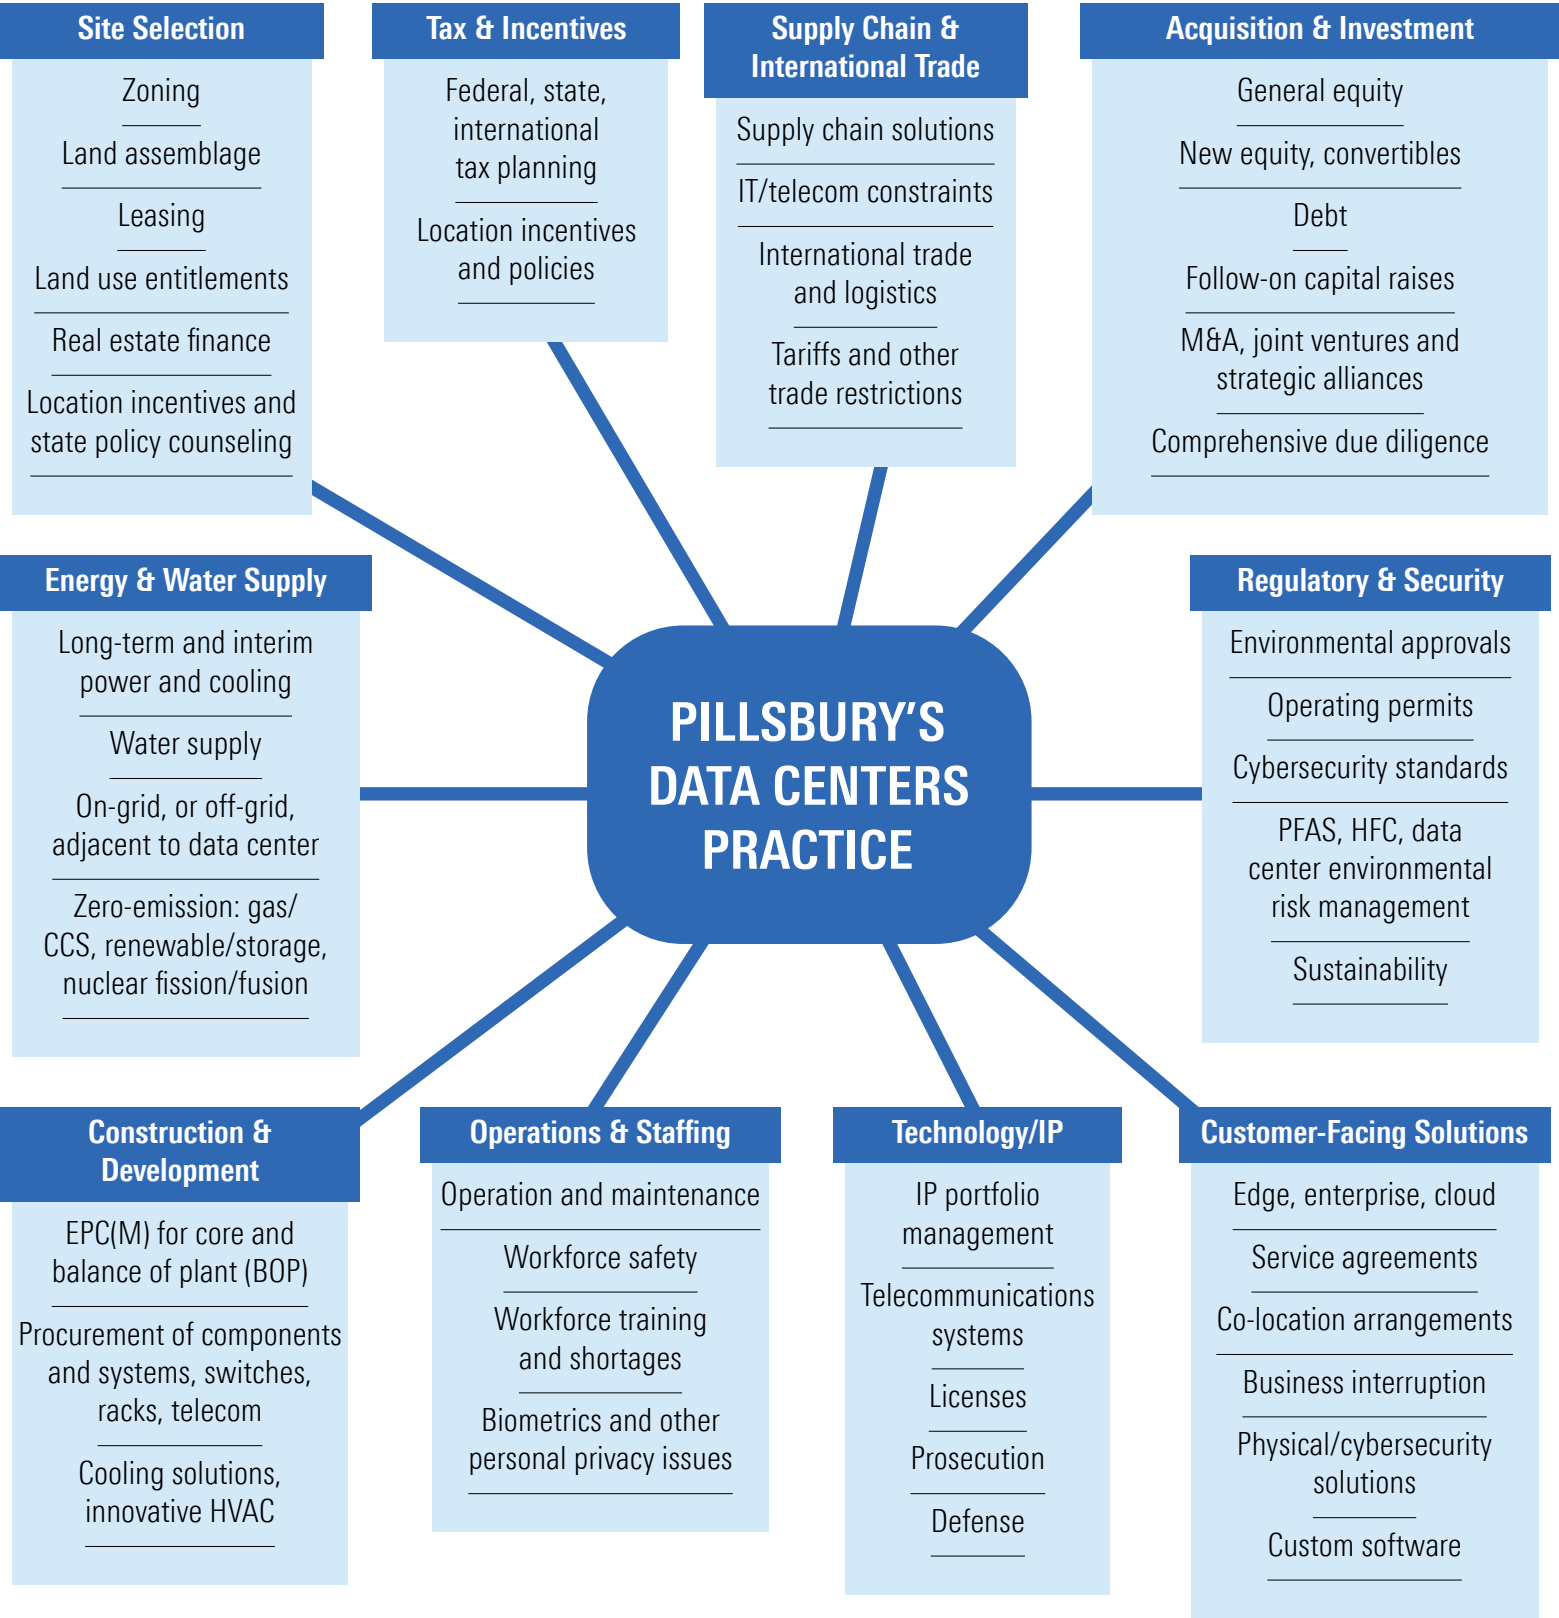 Site Selection
Zoning
Land assemblage
Leasing
Land use entitlements
Real estate finance
Location incentives and
state policy counseling
Tax & Incentives
Federal, state,
international
tax planning
Location incentives
and policies
Supply Chain &
International Trade
Supply chain solutions
IT/telecom constraints
International trade
and logistics
Tariffs and other
trade restrictions
Acquisition & Investment
General equity
New equity, convertibles
Debt
Follow-on capital raises
M&A, joint ventures and
strategic alliances
Comprehensive due diligence
Energy & Water Supply
Long-term and interim
power and cooling
Water supply
On-grid, or off-grid,
adjacent to data center
Zero-emission: gas/
CCS, renewable/storage,
nuclear fission/fusion
PILLSBURY’S
DATA CENTERS
PRACTICE
Regulatory & Security
Environmental approvals
Operating permits
Cybersecurity standards
PFAS, HFC, data
center environmental
risk management
Sustainability
Construction &
Development
EPC(M) for core and
balance of plant (BOP)
Procurement of components
and systems, switches,
racks, telecom
Cooling solutions,
innovative HVAC
Operations & Staffing
Operation and maintenance
Workforce safety
Workforce training
and shortages
Biometrics and other
personal privacy issues
Technology/IP
IP portfolio
management
Telecommunications
systems
Licenses
Prosecution
Defense
Customer-Facing Solutions
Edge, enterprise, cloud
Service agreements
Co-location arrangements
Business interruption
Physical/cybersecurity
solutions
Custom software